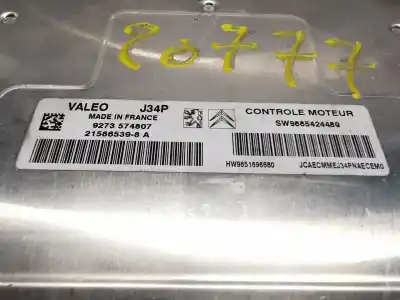 20777
VALEO J34P
MADE IN FRANCE
9273 574807
21586539-8 A
CONTROLE MOTEUR
SW9665424480
HW9651696680
JCAECMMEJ34PNAECEM0